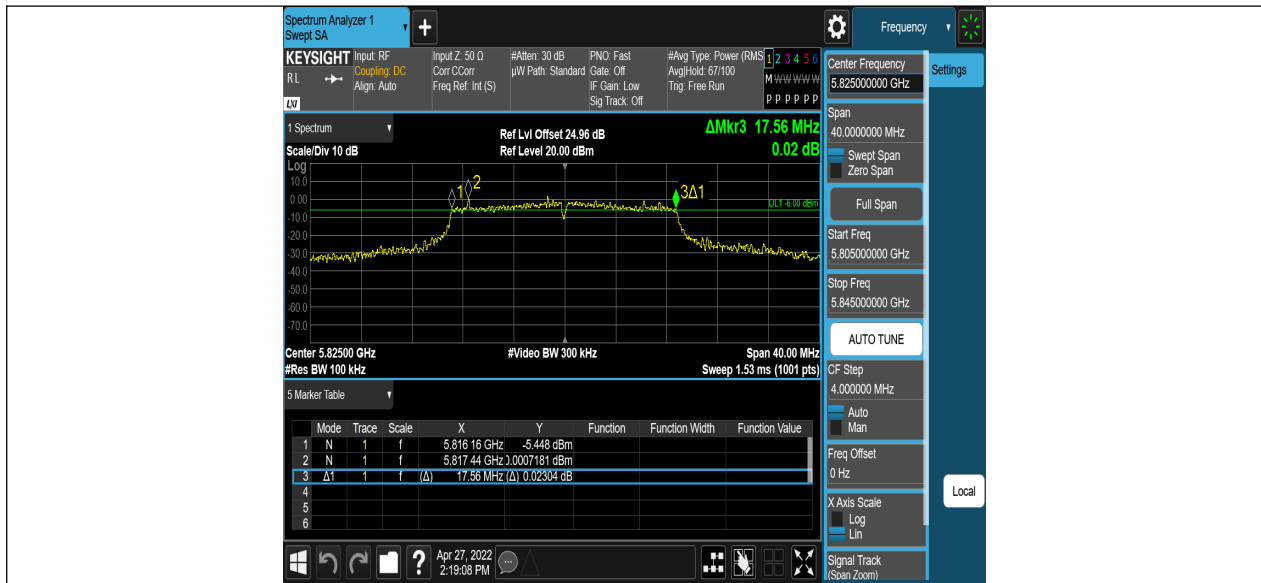 Spectrum Analyzer 1
Swept SA
+
Frequency
KEYSIGHT
RL
LXI
Input: RF
Coupling: DC
Align: Auto
Input Z: 50 Ω
Corr CCorr
Freq Ref: Int (S)
#Atten: 30 dB
µW Path: Standard
PNO: Fast
Gate: Off
IF Gain: Low
Sig Track: Off
#Avg Type: Power (RMS
Avg|Hold: 67/100
Trig: Free Run
1 2 3 4 5 6
M W W W W W
P P P P P P
Center Frequency
5.825000000 GHz
Settings
1 Spectrum
Scale/Div 10 dB
Ref Lvl Offset 24.96 dB
Ref Level 20.00 dBm
ΔMkr3 17.56 MHz
0.02 dB
Span
40.0000000 MHz
Swept Span
Zero Span
Full Span
Start Freq
5.805000000 GHz
Stop Freq
5.845000000 GHz
AUTO TUNE
CF Step
4.000000 MHz
Auto
Man
Freq Offset
0 Hz
X Axis Scale
Log
Lin
Signal Track
(Span Zoom)
Local
Log
10.0
0.00
-10.0
-20.0
-30.0
-40.0
-50.0
-60.0
-70.0
1
2
3Δ1
DL1 -6.00 dBm
Center 5.82500 GHz
#Video BW 300 kHz
Span 40.00 MHz
#Res BW 100 kHz
Sweep 1.53 ms (1001 pts)
5 Marker Table
Mode Trace Scale X Y Function Function Width Function Value
1 N 1 f 5.816 16 GHz -5.448 dBm
2 N 1 f 5.817 44 GHz 0.0007181 dBm
3 Δ1 1 f (Δ) 17.56 MHz (Δ) 0.02304 dB
4
5
6
?
Apr 27, 2022
2:19:08 PM